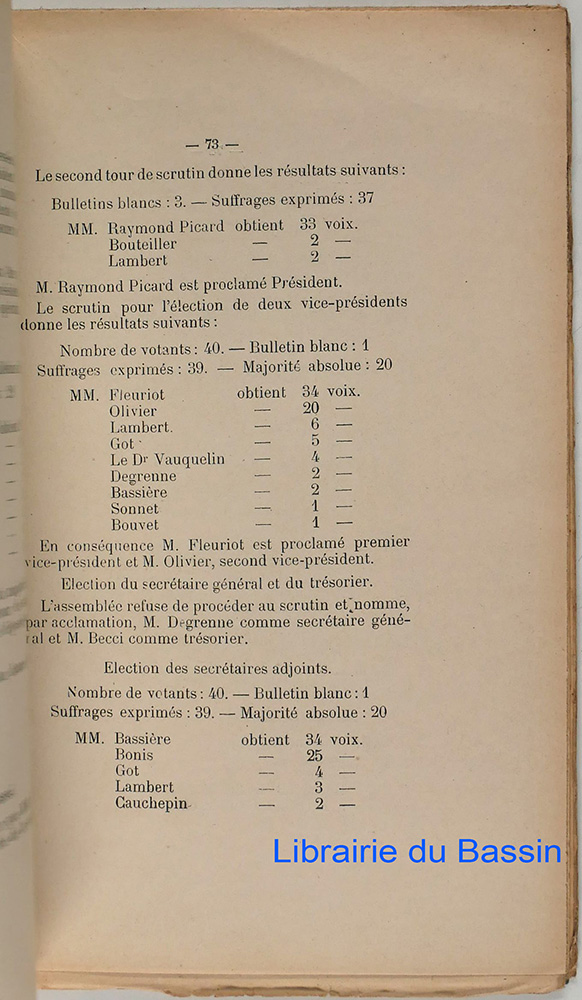 — 73 —
Le second tour de scrutin donne les résultats suivants :
Bulletins blancs : 3. — Suffrages exprimés : 37
MM. Raymond Picard obtient 33 voix.
Bouteiller — 2 —
Lambert — 2 —
M. Raymond Picard est proclamé Président.
Le scrutin pour l'élection de deux vice-présidents
donne les résultats suivants :
Nombre de votants : 40. — Bulletin blanc : 1
Suffrages exprimés : 39. — Majorité absolue : 20
MM. Fleuriot obtient 34 voix.
Olivier — 20 —
Lambert. — 6 —
Got — 5 —
Le Dr Vauquelin — 4 —
Degrenne — 2 —
Bassière — 2 —
Sonnet — 1 —
Bouvet — 1 —
En conséquence M. Fleuriot est proclamé premier
vice-président et M. Olivier, second vice-président.
Election du secrétaire général et du trésorier.
L'assemblée refuse de procéder au scrutin et nomme,
par acclamation, M. Degrenne comme secrétaire géné-
ral et M. Becci comme trésorier.
Election des secrétaires adjoints.
Nombre de votants : 40. — Bulletin blanc : 1
Suffrages exprimés : 39. — Majorité absolue : 20
MM. Bassière obtient 34 voix.
Bonis — 25 —
Got — 4 —
Lambert — 3 —
Cauchepin — 2 —
Librairie du Bassin